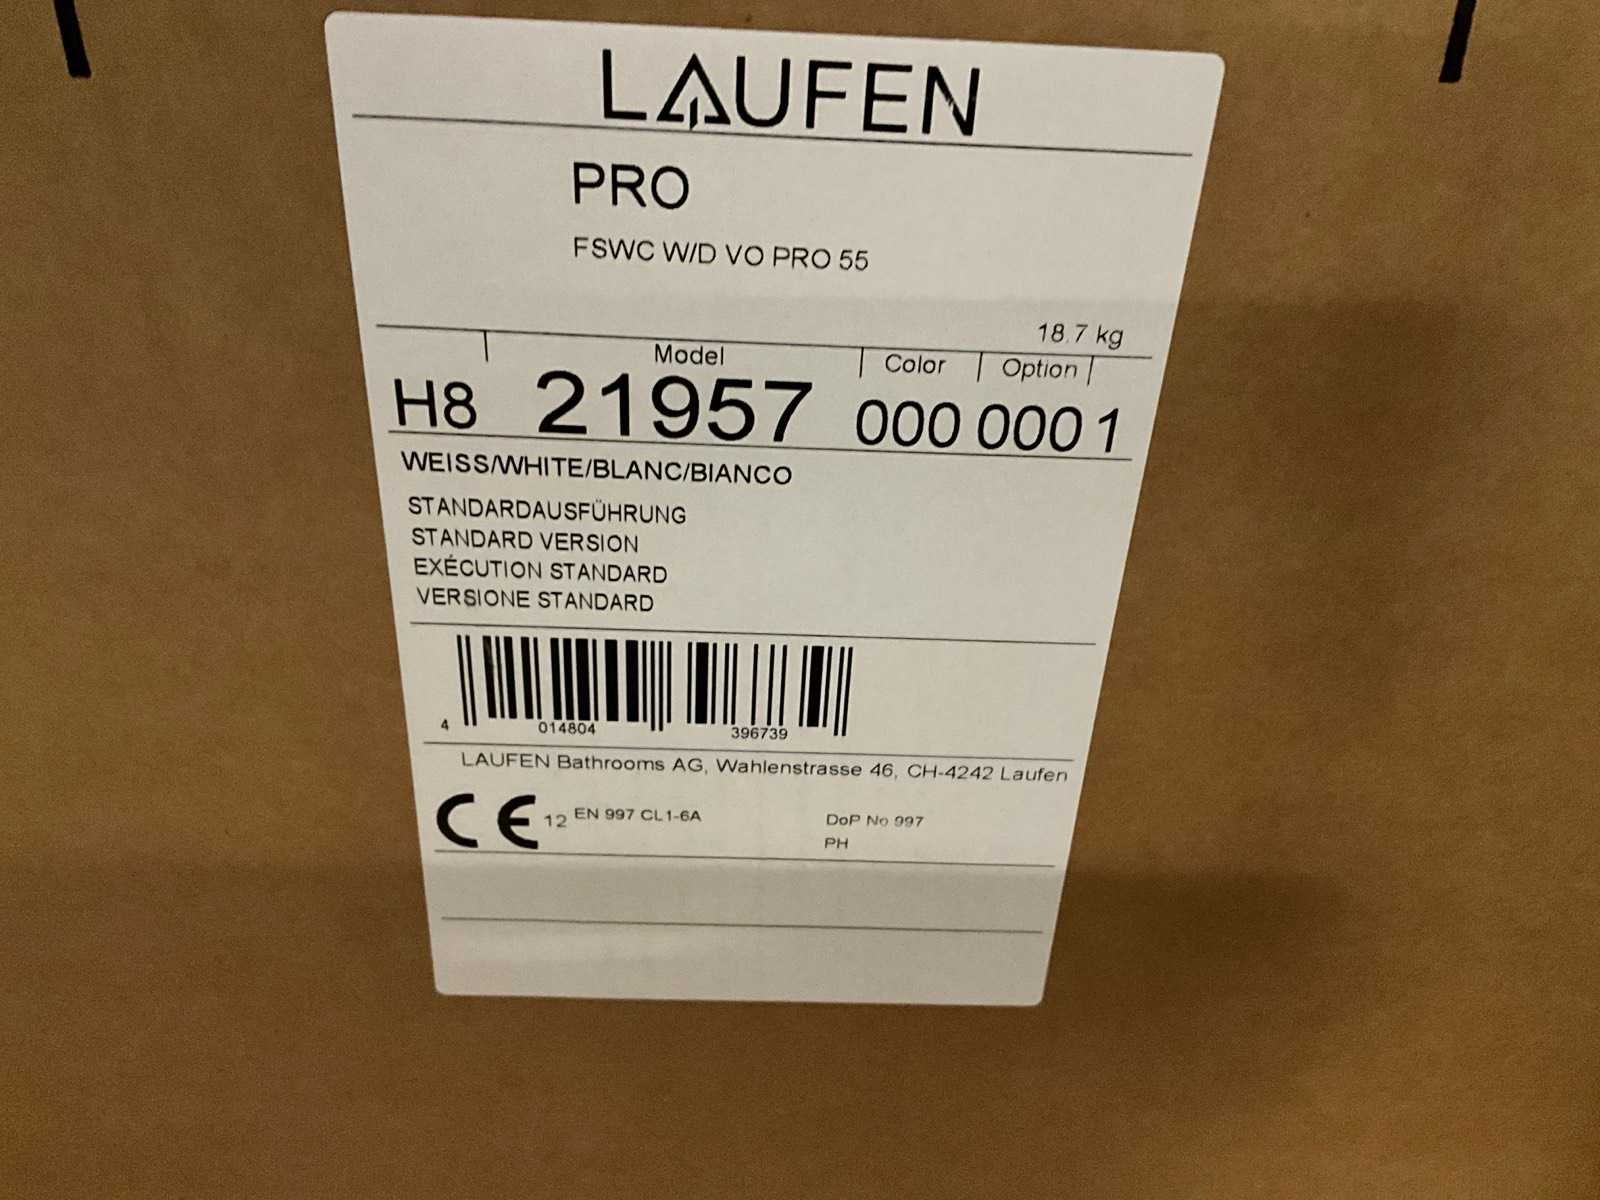 LAUFEN
PRO
FSWC W/D VO PRO 55
18.7 kg
Model Color Option
H8 21957 000 000 1
WEISS/WHITE/BLANC/BIANCO
STANDARDAUSFÜHRUNG
STANDARD VERSION
EXÉCUTION STANDARD
VERSIONE STANDARD
4 014804 396739
LAUFEN Bathrooms AG, Wahlenstrasse 46, CH-4242 Laufen
CE 12 EN 997 CL1-6A DoP No 997
PH